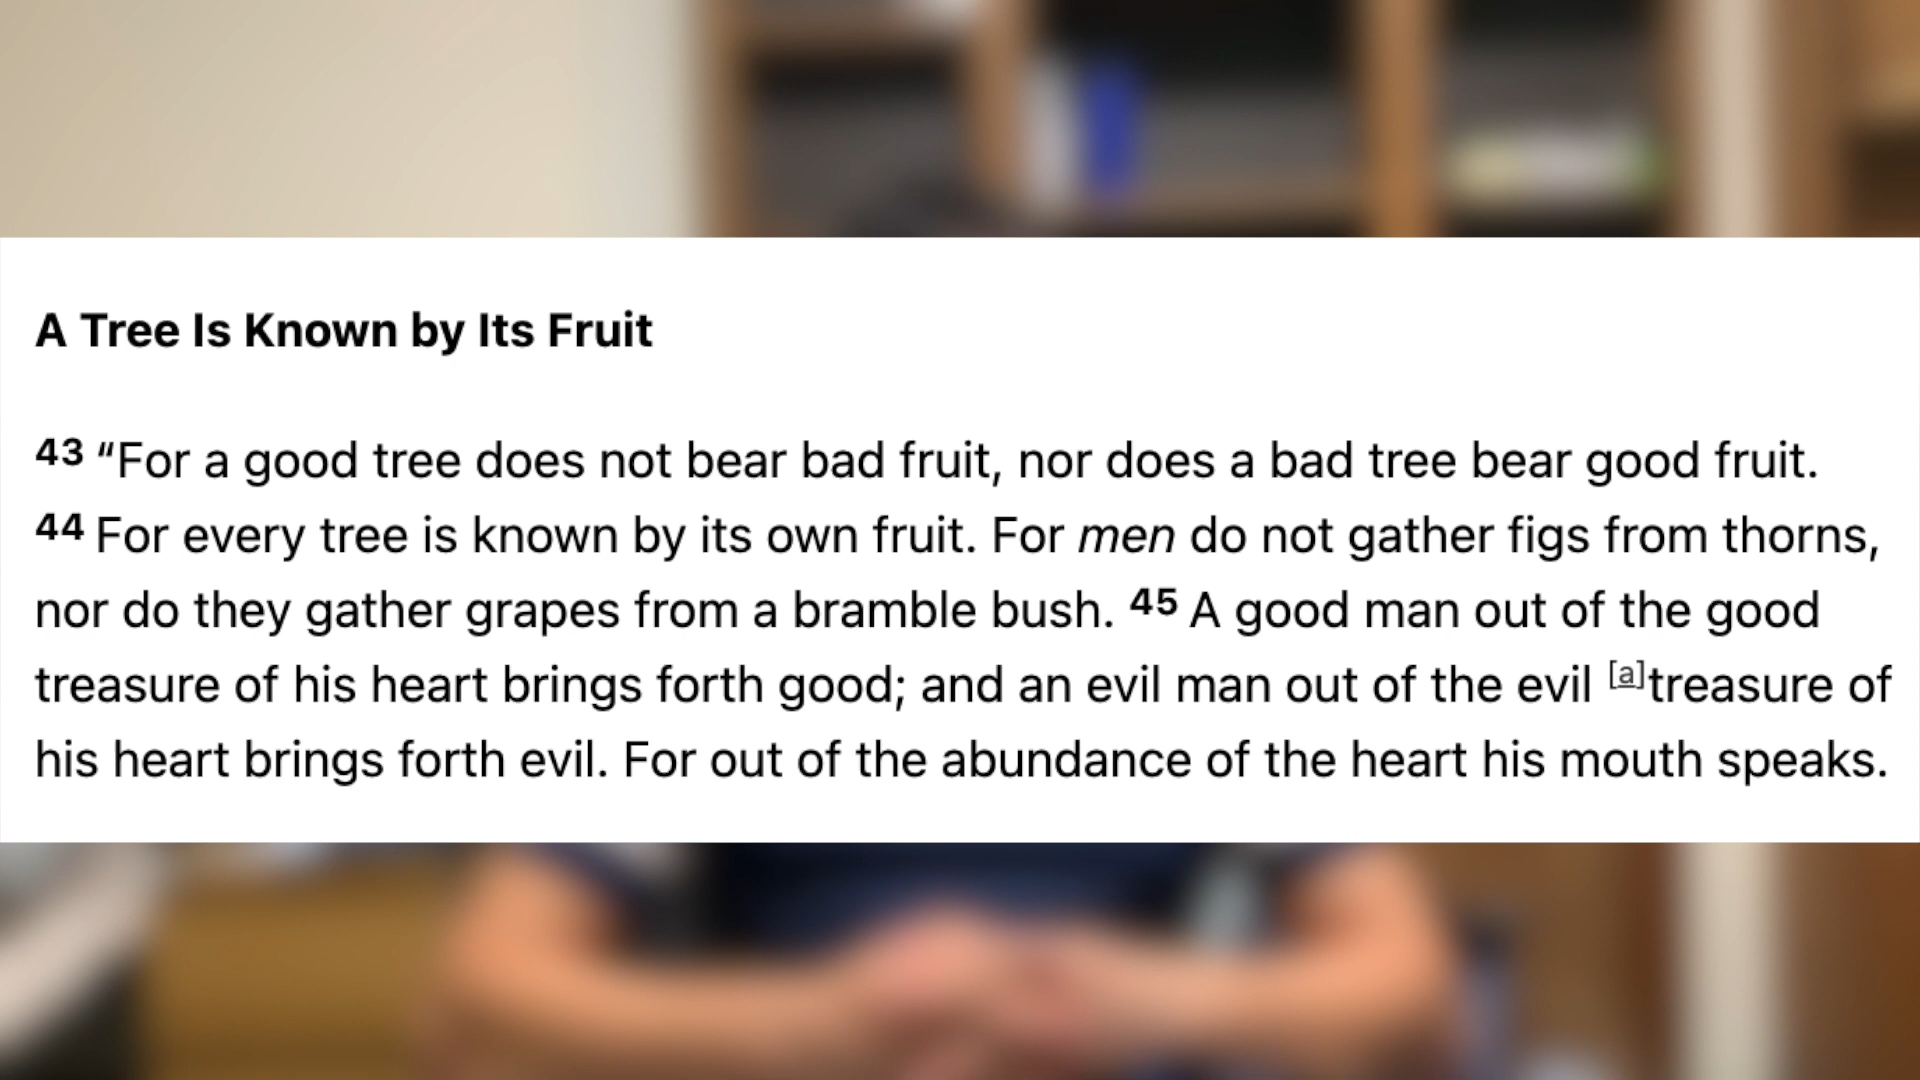 A Tree Is Known by Its Fruit
43 “For a good tree does not bear bad fruit, nor does a bad tree bear good fruit.
44 For every tree is known by its own fruit. For men do not gather figs from thorns,
nor do they gather grapes from a bramble bush. 45 A good man out of the good
treasure of his heart brings forth good; and an evil man out of the evil [a]treasure of
his heart brings forth evil. For out of the abundance of the heart his mouth speaks.